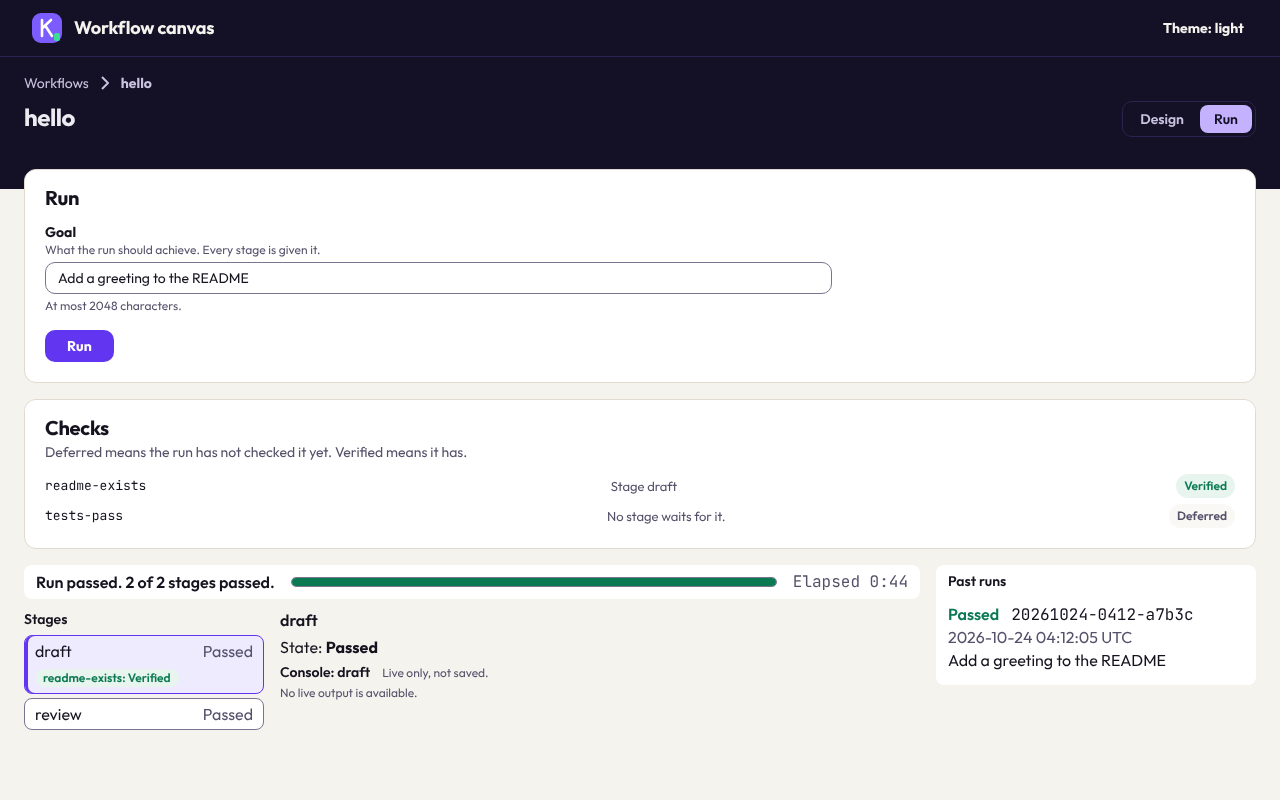 Workflow canvas
Theme: light
Workflows > hello
hello
Design Run
Run
Goal
What the run should achieve. Every stage is given it.
Add a greeting to the README
At most 2048 characters.
Run
Checks
Deferred means the run has not checked it yet. Verified means it has.
readme-exists Stage draft Verified
tests-pass No stage waits for it. Deferred
Run passed. 2 of 2 stages passed. Elapsed 0:44
Stages
draft Passed
readme-exists: Verified
review Passed
draft
State: Passed
Console: draft Live only, not saved.
No live output is available.
Past runs
Passed 20261024-0412-a7b3c
2026-10-24 04:12:05 UTC
Add a greeting to the README